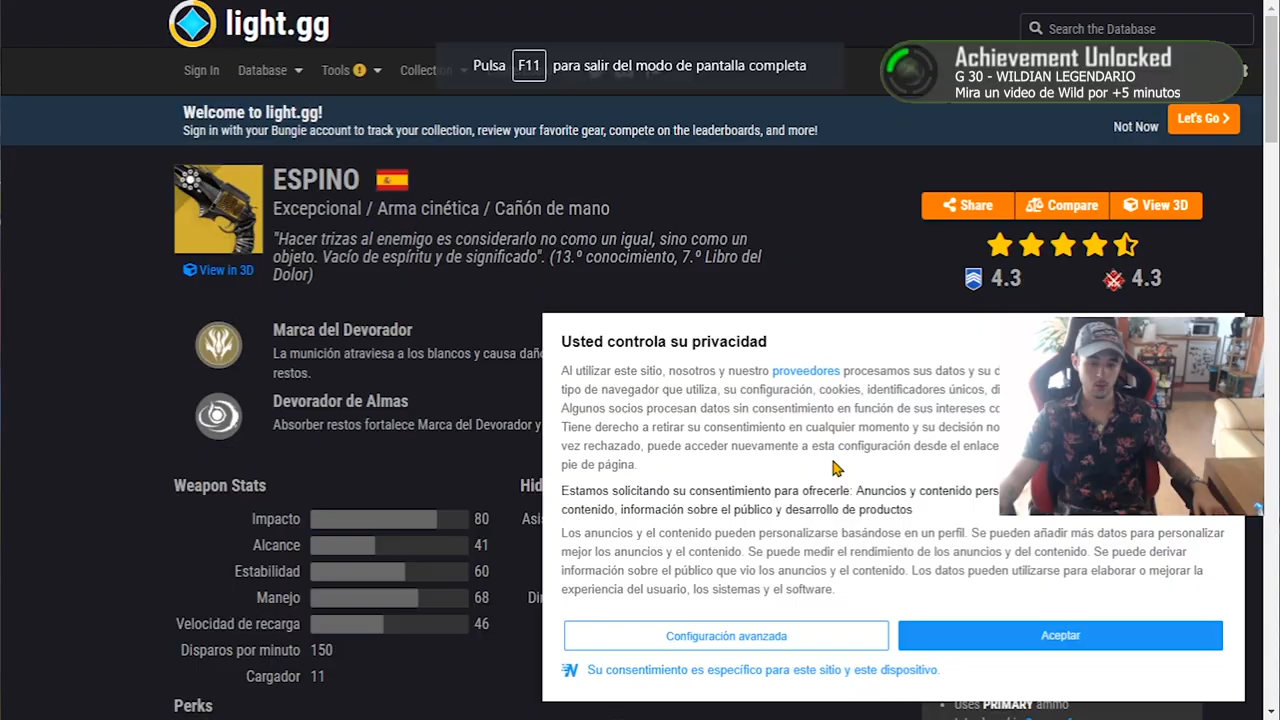 light.gg
Search the Database
Sign In
Database
Tools
Collect
Pulsa F11 para salir del modo de pantalla completa
Achievement Unlocked
G 30 - WILDIAN LEGENDARIO
Mira un video de Wild por +5 minutos
Welcome to light.gg!
Sign in with your Bungie account to track your collection, review your favorite gear, compete on the leaderboards, and more!
Not Now
Let's Go
ESPINO
Excepcional / Arma cinética / Cañón de mano
"Hacer trizas al enemigo es considerarlo no como un igual, sino como un
objeto. Vacío de espíritu y de significado". (13.º conocimiento, 7.º Libro del
Dolor)
View in 3D
Share
Compare
View 3D
4.3
4.3
Marca del Devorador
La munición atraviesa a los blancos y causa daño
restos.
Devorador de Almas
Absorber restos fortalece Marca del Devorador y
Weapon Stats
Impacto 80
Alcance 41
Estabilidad 60
Manejo 68
Velocidad de recarga 46
Disparos por minuto 150
Cargador 11
Perks
Hid
Asi
Dir
Usted controla su privacidad
Al utilizar este sitio, nosotros y nuestro proveedores procesamos sus datos y su d
tipo de navegador que utiliza, su configuración, cookies, identificadores únicos, di
Algunos socios procesan datos sin consentimiento en función de sus intereses co
Tiene derecho a retirar su consentimiento en cualquier momento y su decisión no
vez rechazado, puede acceder nuevamente a esta configuración desde el enlace
pie de página.
Estamos solicitando su consentimiento para ofrecerle: Anuncios y contenido pers
contenido, información sobre el público y desarrollo de productos
Los anuncios y el contenido pueden personalizarse basándose en un perfil. Se pueden añadir más datos para personalizar
mejor los anuncios y el contenido. Se puede medir el rendimiento de los anuncios y del contenido. Se puede derivar
información sobre el público que vio los anuncios y el contenido. Los datos pueden utilizarse para elaborar o mejorar la
experiencia del usuario, los sistemas y el software.
Configuración avanzada
Aceptar
Su consentimiento es específico para este sitio y este dispositivo.
Uses PRIMARY ammo